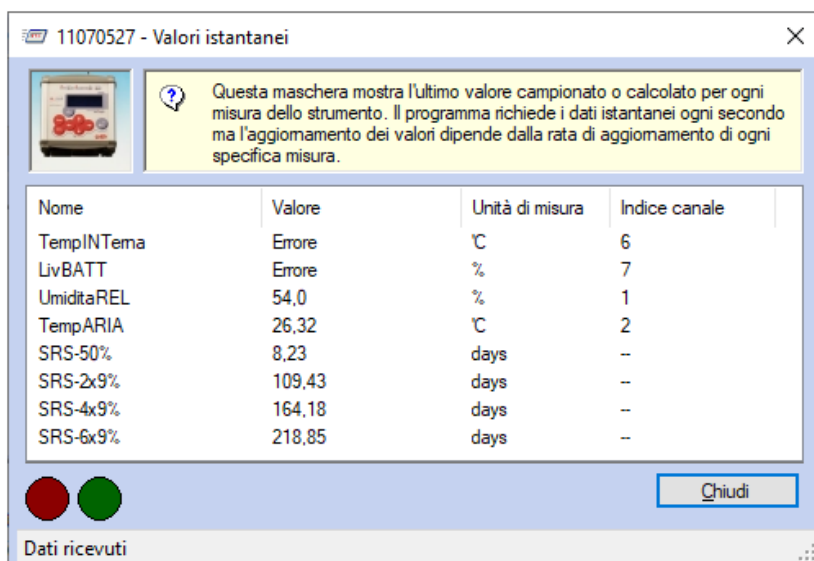 11070527 - Valori istantanei
Questa maschera mostra l'ultimo valore campionato o calcolato per ogni
misura dello strumento. Il programma richiede i dati istantanei ogni secondo
ma l'aggiornamento dei valori dipende dalla rata di aggiornamento di ogni
specifica misura.
Nome Valore Unità di misura Indice canale
TempINTerna Errore °C 6
LivBATT Errore % 7
UmiditaREL 54,0 % 1
TempARIA 26,32 °C 2
SRS-50% 8,23 days --
SRS-2x9% 109,43 days --
SRS-4x9% 164,18 days --
SRS-6x9% 218,85 days --
Chiudi
Dati ricevuti